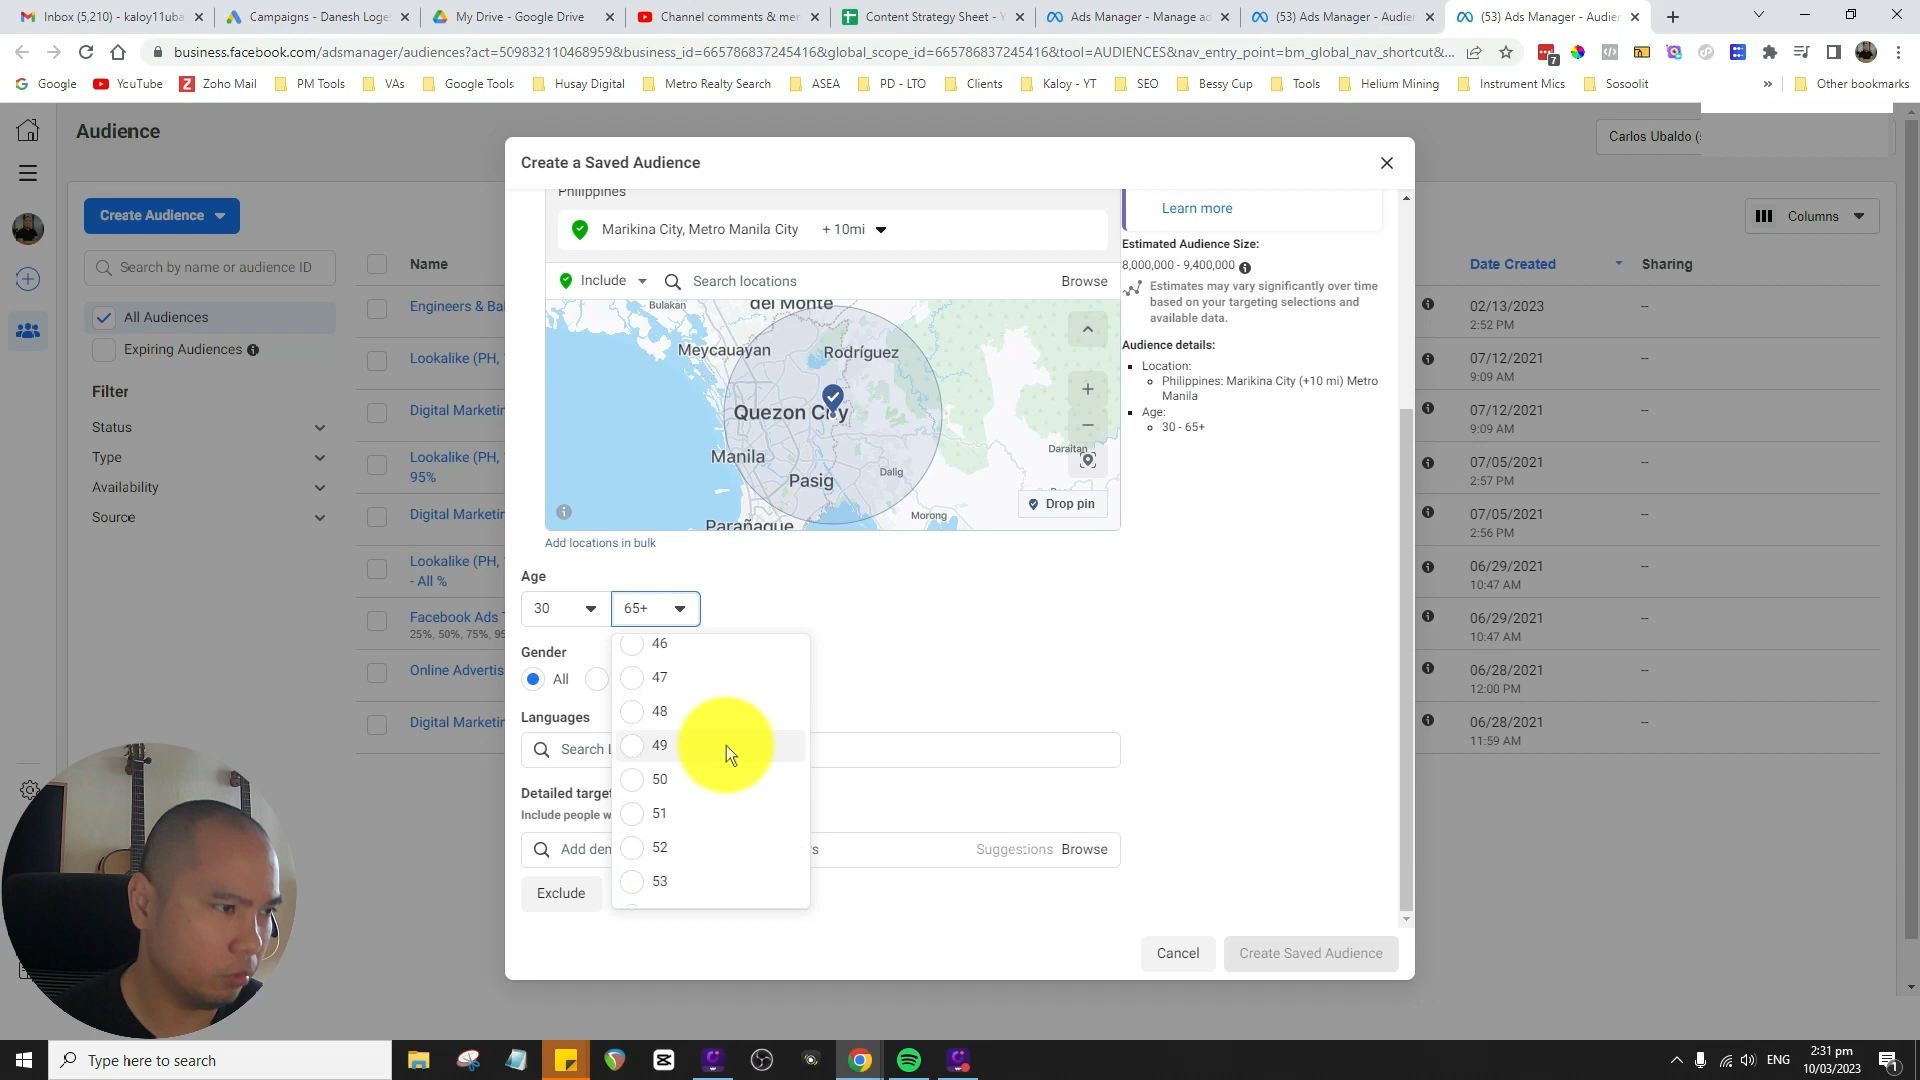 Inbox (5,210) - kaloy11uba
Campaigns - Danesh Loge
My Drive - Google Drive
Channel comments & me
Content Strategy Sheet - Y
Ads Manager - Manage ad
(53) Ads Manager - Audier
(53) Ads Manager - Audier
business.facebook.com/adsmanager/audiences?act=509832110468959&business_id=665786837245416&global_scope_id=665786837245416&tool=AUDIENCES&nav_entry_point=bm_global_nav_shortcut&...
7
Google
YouTube
Zoho Mail
PM Tools
VAs
Google Tools
Husay Digital
Metro Realty Search
ASEA
PD - LTO
Clients
Kaloy - YT
SEO
Bessy Cup
Tools
Helium Mining
Instrument Mics
Sosoolit
»
Other bookmarks
Audience
Carlos Ubaldo (
Create Audience
Columns
Search by name or audience ID
Name
Date Created
Sharing
All Audiences
Expiring Audiences
Filter
Status
Type
Availability
Source
Engineers & Ba
Lookalike (PH,
Digital Marketin
Lookalike (PH,
95%
Digital Marketin
Lookalike (PH,
- All %
Facebook Ads
25%, 50%, 75%, 95
Online Advertis
Digital Marketin
02/13/2023
2:52 PM
--
07/12/2021
9:09 AM
--
07/12/2021
9:09 AM
--
07/05/2021
2:57 PM
--
07/05/2021
2:56 PM
--
06/29/2021
10:47 AM
--
06/29/2021
10:47 AM
--
06/28/2021
12:00 PM
--
06/28/2021
11:59 AM
--
Create a Saved Audience
Philippines
Marikina City, Metro Manila City + 10mi
Include
Search locations
Browse
Bulakan
del Monte
Meycauayan
Rodríguez
Quezon City
Manila
Pasig
Dalig
Daraitan
Parañaque
Morong
Drop pin
Add locations in bulk
Age
30
65+
46
47
48
49
50
51
52
53
Gender
All
Languages
Search L
Detailed target
Include people w
Add den
rs
Suggestions
Browse
Exclude
Learn more
Estimated Audience Size:
8,000,000 - 9,400,000
Estimates may vary significantly over time
based on your targeting selections and
available data.
Audience details:
Location:
Philippines: Marikina City (+10 mi) Metro
Manila
Age:
30 - 65+
Cancel
Create Saved Audience
Type here to search
ENG
2:31 pm
10/03/2023
1